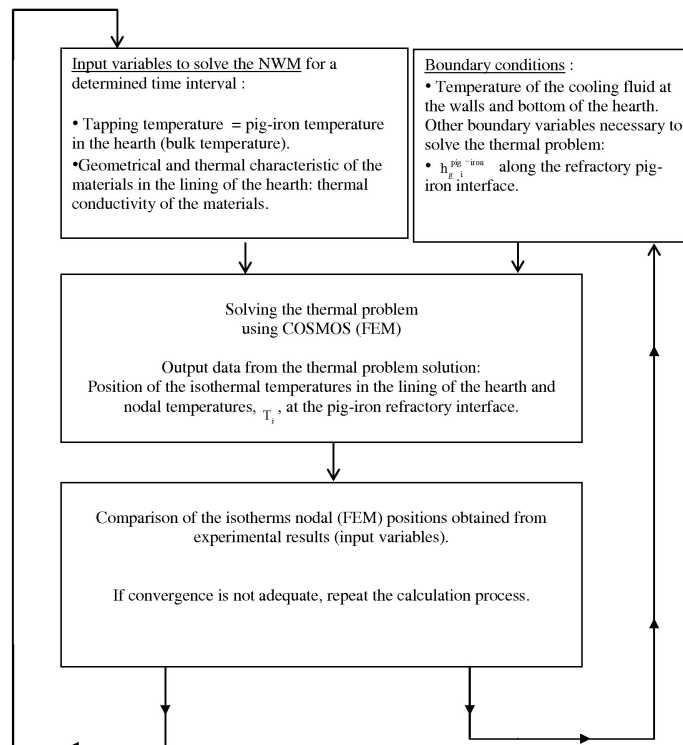 Input variables to solve the NWM for a
determined time interval :
• Tapping temperature = pig-iron temperature
in the hearth (bulk temperature).
•Geometrical and thermal characteristic of the
materials in the lining of the hearth: thermal
conductivity of the materials.
Boundary conditions :
• Temperature of the cooling fluid at
the walls and bottom of the hearth.
Other boundary variables necessary to
solve the thermal problem:
• h_{g i}^{pig−iron} along the refractory pig-
iron interface.
Solving the thermal problem
using COSMOS (FEM)
Output data from the thermal problem solution:
Position of the isothermal temperatures in the lining of the hearth and
nodal temperatures, T_i , at the pig-iron refractory interface.
Comparison of the isotherms nodal (FEM) positions obtained from
experimental results (input variables).
If convergence is not adequate, repeat the calculation process.